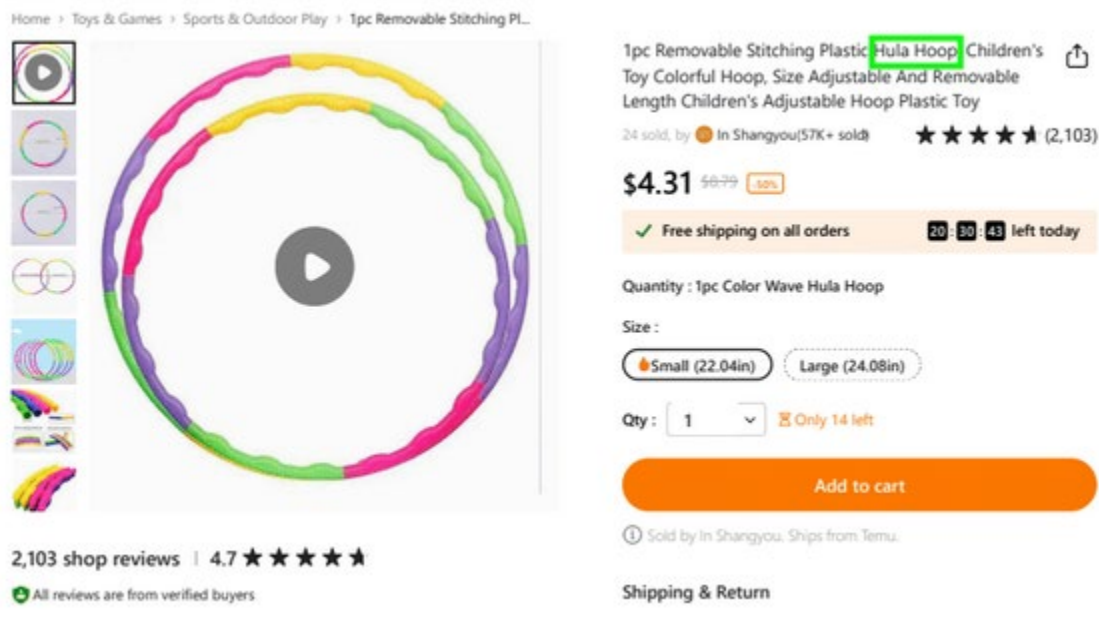 Home > Toys & Games > Sports & Outdoor Play > 1pc Removable Stitching Pl...
1pc Removable Stitching Plastic Hula Hoop Children's
Toy Colorful Hoop, Size Adjustable And Removable
Length Children's Adjustable Hoop Plastic Toy
24 sold, by In Shangyou(57K+ sold) (2,103)
$4.31 $8.79 -50%
Free shipping on all orders 20 : 30 : 43 left today
Quantity : 1pc Color Wave Hula Hoop
Size :
Small (22.04in) Large (24.08in)
Qty : 1 Only 14 left
Add to cart
Sold by In Shangyou. Ships from Temu.
2,103 shop reviews | 4.7
All reviews are from verified buyers
Shipping & Return